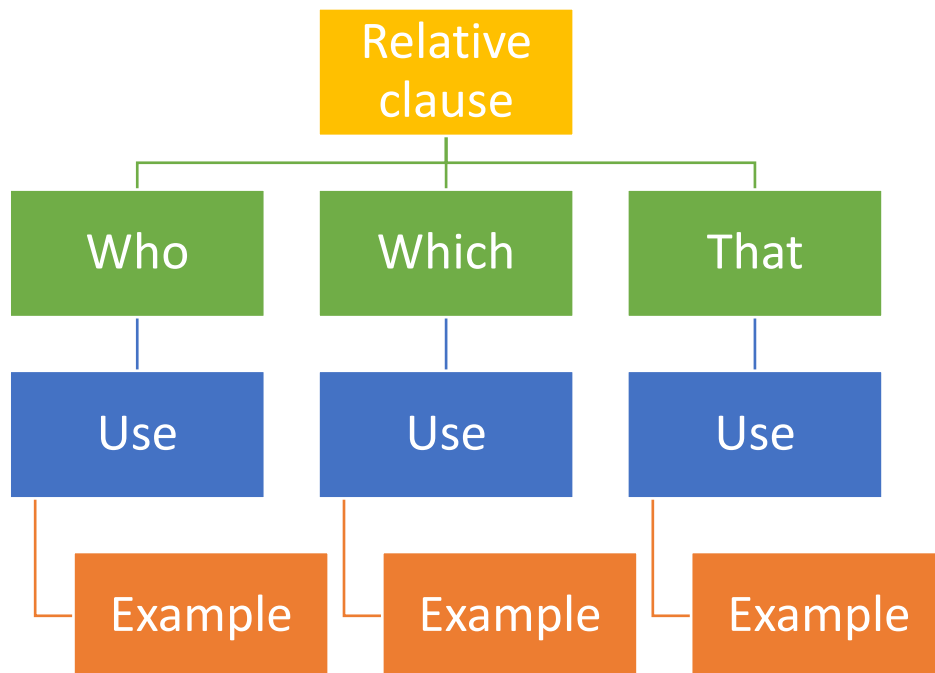 Relative
clause
Who
Which
That
Use
Use
Use
Example
Example
Example